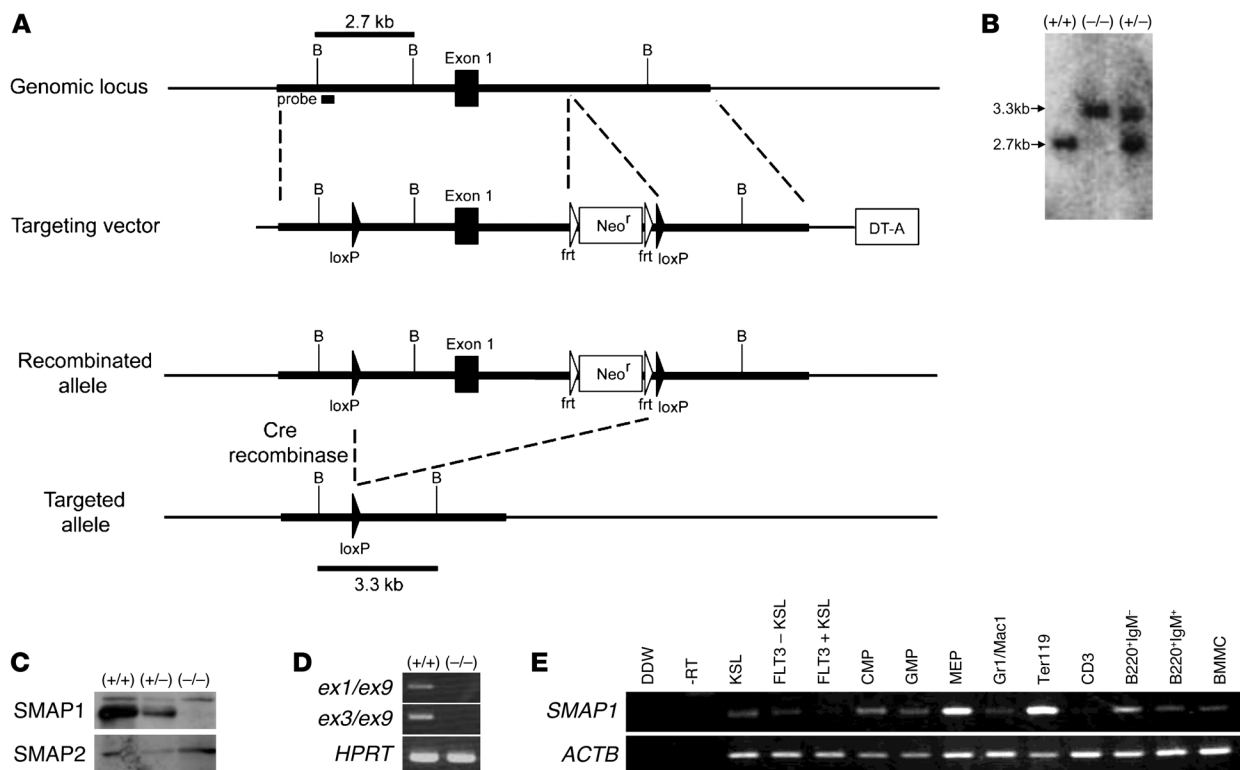 A
2.7 kb
B B B
Exon 1
Genomic locus
probe
B B B
Exon 1
Targeting vector
Neoʳ
DT-A
loxP frt frt loxP
B B B
Exon 1
Recombinated
allele
Neoʳ
loxP frt frt loxP
Cre
recombinase
B B
Targeted
allele
loxP
3.3 kb
B
(+/+) (−/−) (+/−)
3.3kb
2.7kb
C
(+/+) (+/−) (−/−)
SMAP1
SMAP2
D
(+/+) (−/−)
ex1/ex9
ex3/ex9
HPRT
E
DDW
-RT
KSL
FLT3 – KSL
FLT3 + KSL
CMP
GMP
MEP
Gr1/Mac1
Ter119
CD3
B220⁺IgM⁻
B220⁺IgM⁺
BMMC
SMAP1
ACTB